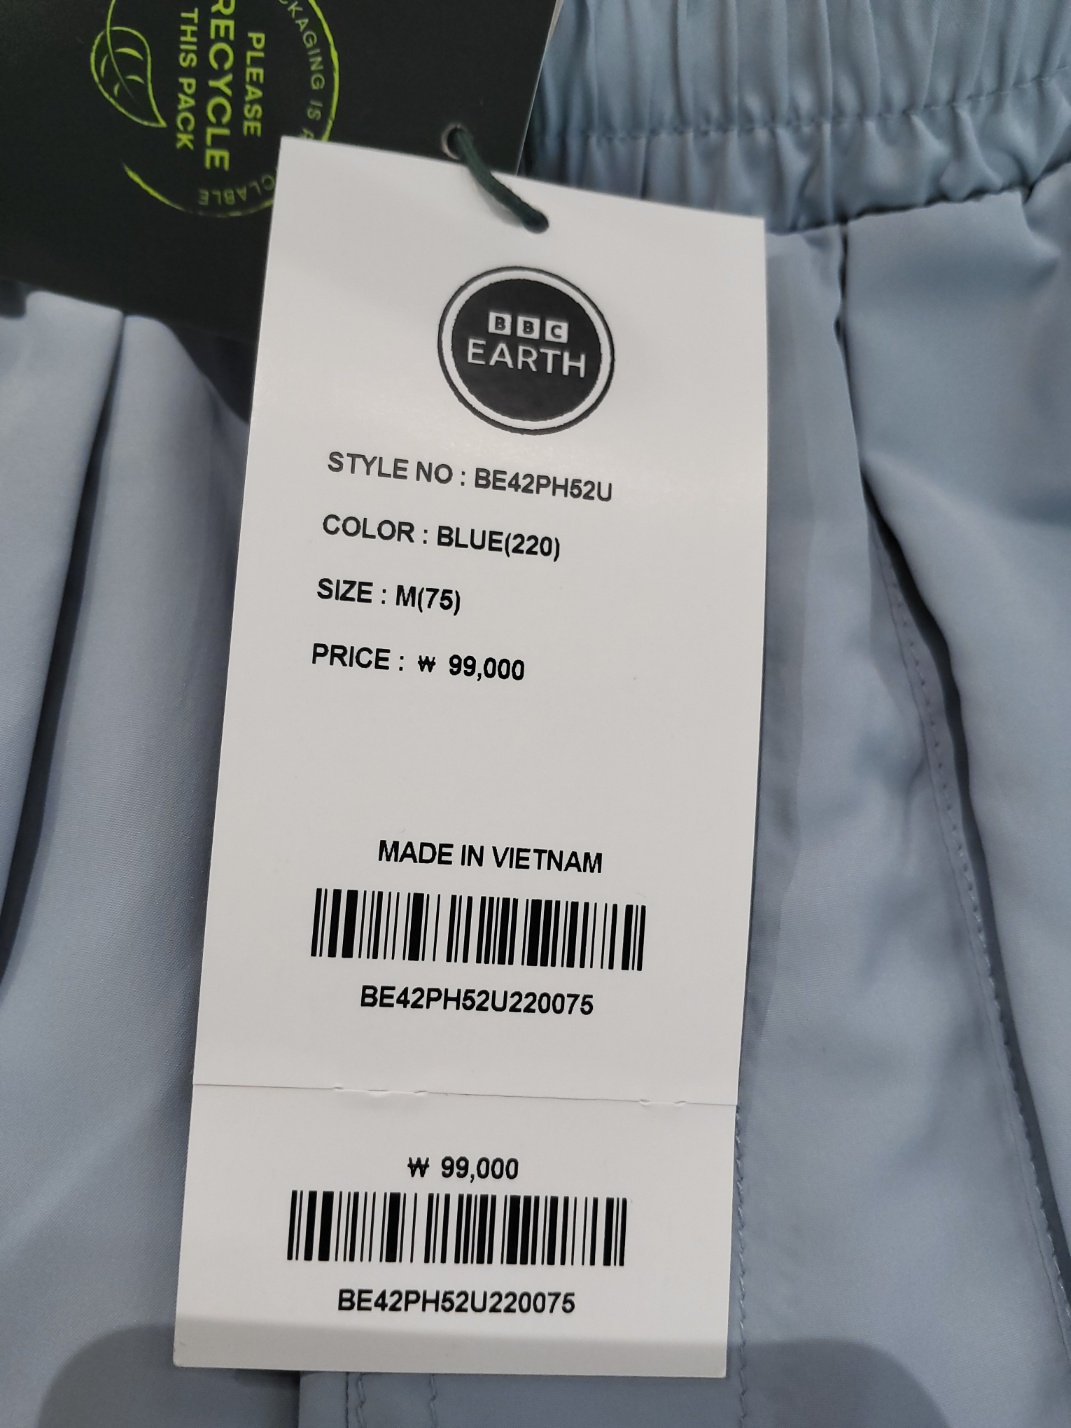 PLEASE
RECYCLE
THIS PACK
BBC
EARTH
STYLE NO : BE42PH52U
COLOR : BLUE(220)
SIZE : M(75)
PRICE : ₩ 99,000
MADE IN VIETNAM
BE42PH52U220075
₩ 99,000
BE42PH52U220075